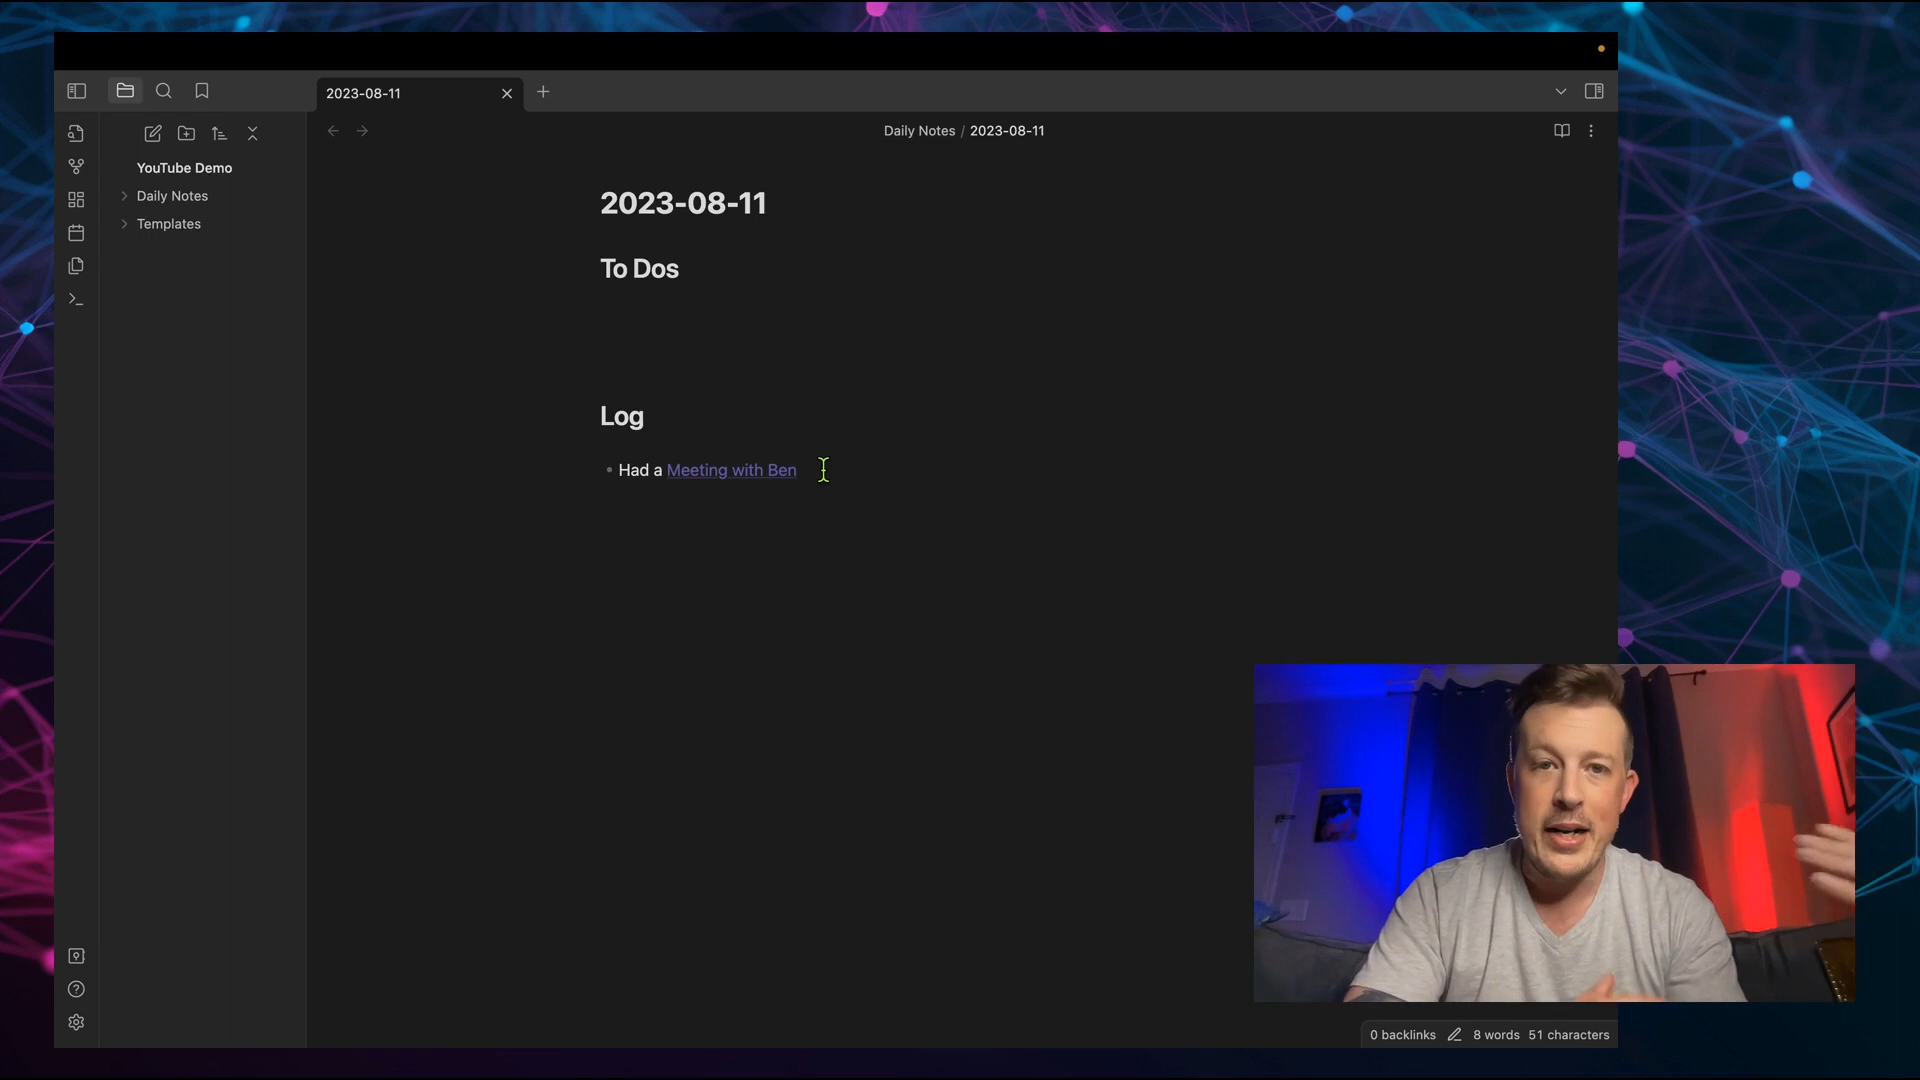 2023-08-11
Daily Notes / 2023-08-11
YouTube Demo
Daily Notes
Templates
2023-08-11
To Dos
Log
Had a Meeting with Ben
0 backlinks 8 words 51 characters